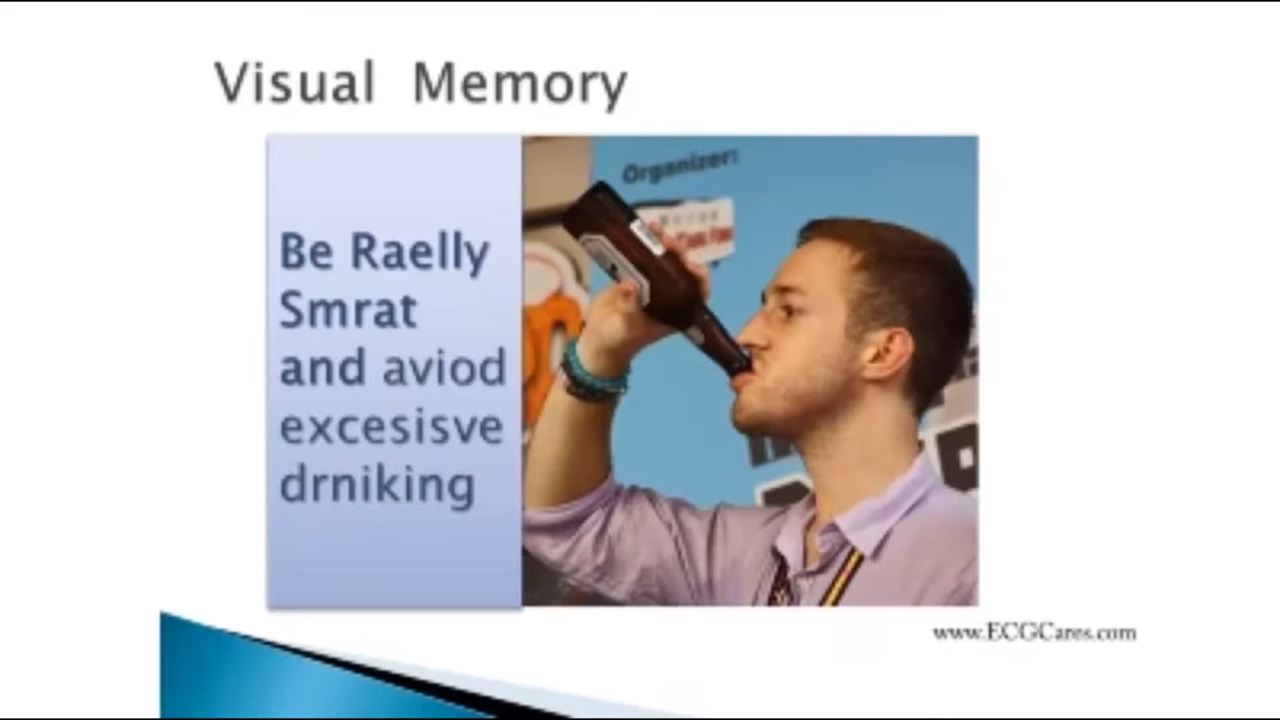 Visual Memory
Be Raelly
Smrat
and aviod
excesisve
drniking
Organizer:
www.ECGCares.com